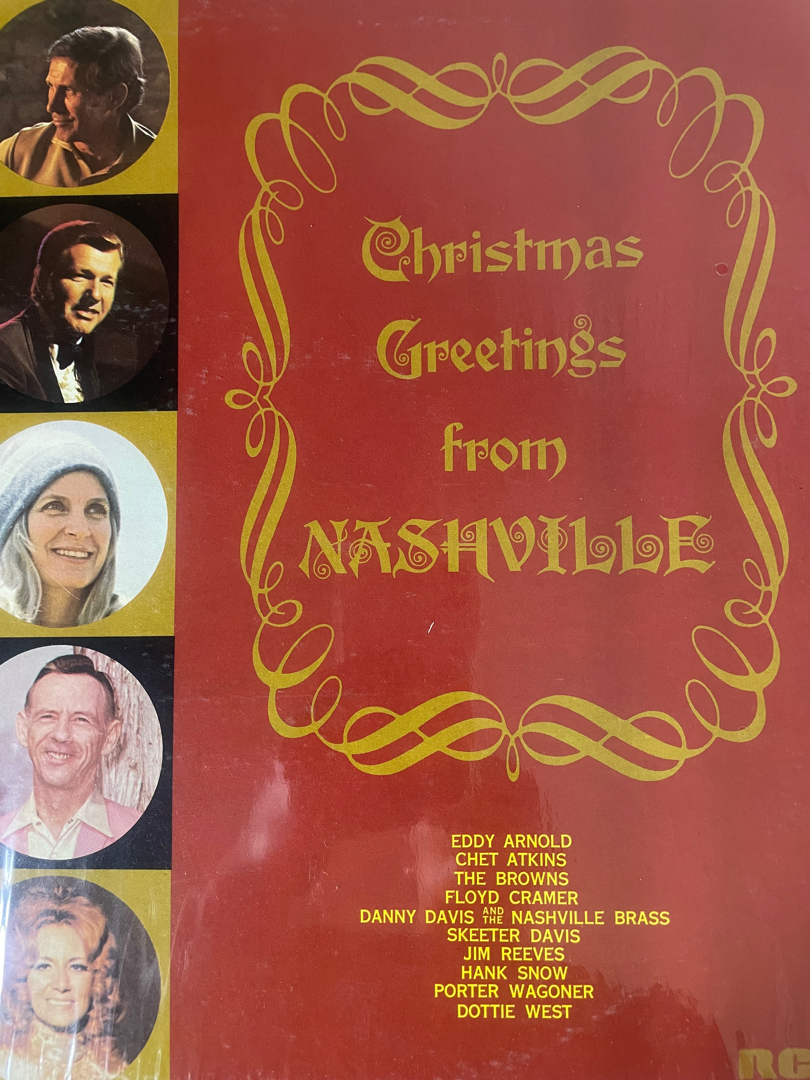 Christmas
Greetings
from
NASHVILLE
EDDY ARNOLD
CHET ATKINS
THE BROWNS
FLOYD CRAMER
DANNY DAVIS AND THE NASHVILLE BRASS
SKEETER DAVIS
JIM REEVES
HANK SNOW
PORTER WAGONER
DOTTIE WEST
RC